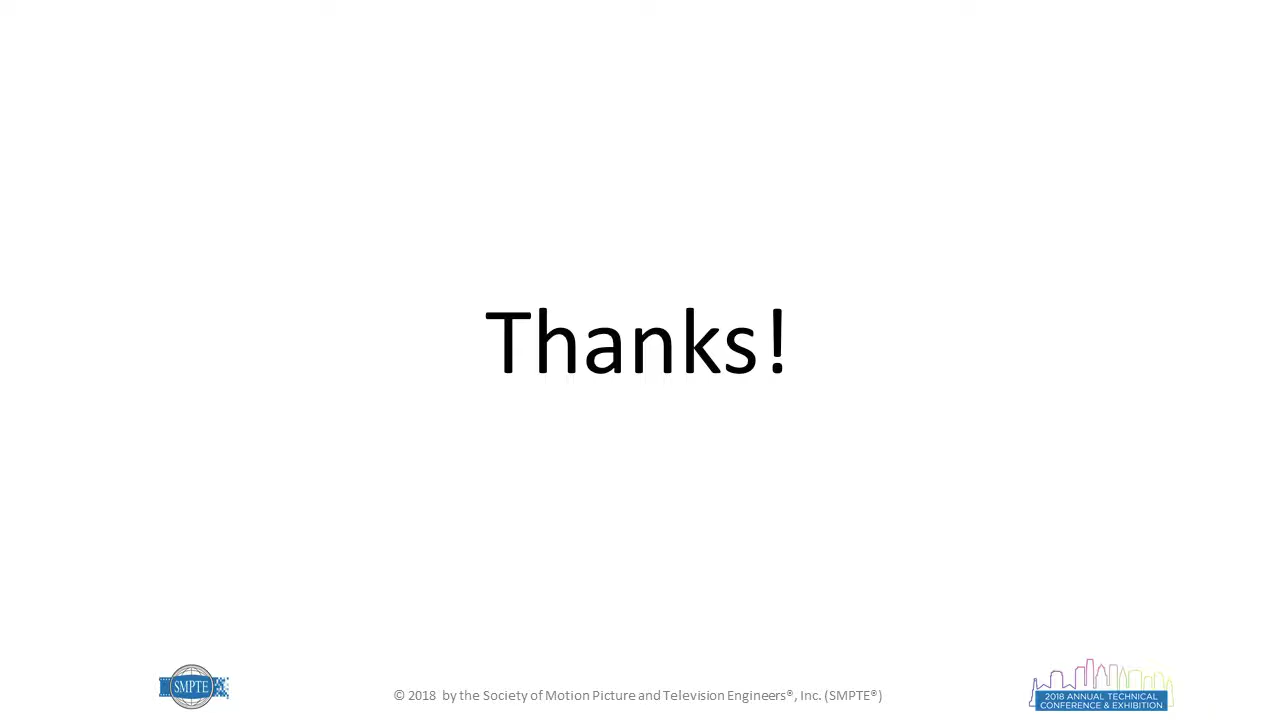 Thanks!
SMPTE
© 2018 by the Society of Motion Picture and Television Engineers®, Inc. (SMPTE®)
2018 ANNUAL TECHNICAL
CONFERENCE & EXHIBITION